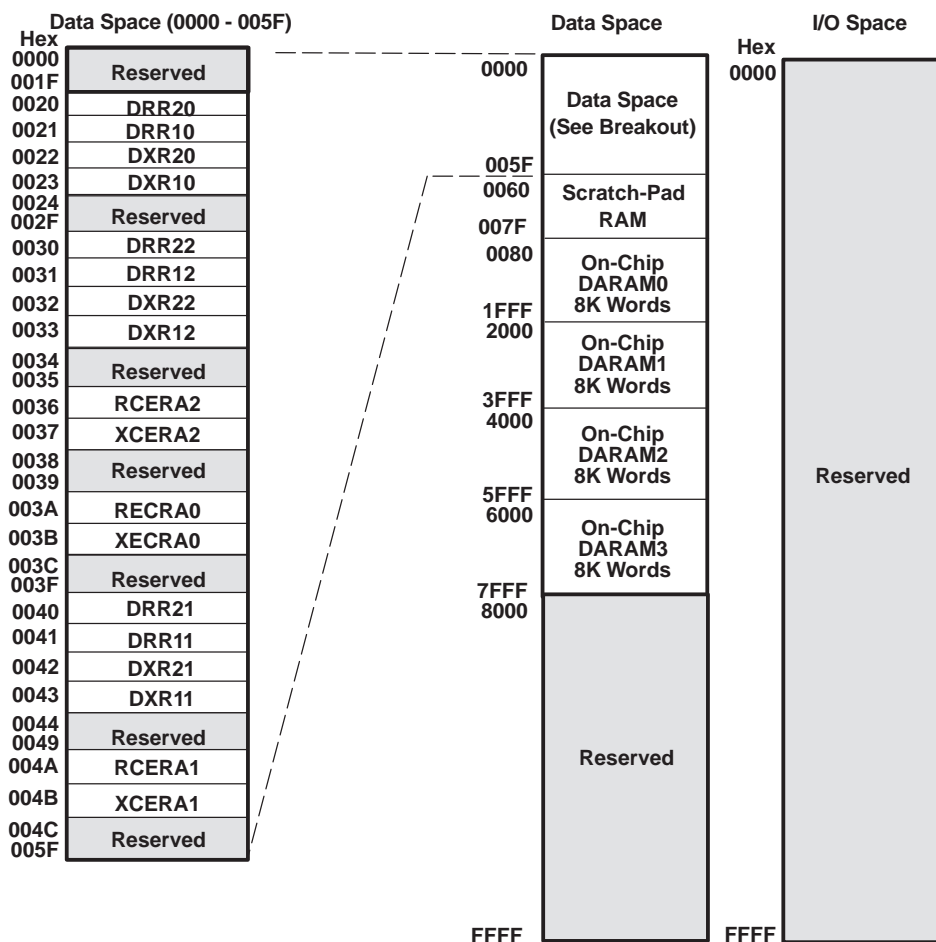 Data Space (0000 - 005F)
Hex
0000
001F
Reserved
0020
DRR20
0021
DRR10
0022
DXR20
0023
DXR10
0024
002F
Reserved
0030
DRR22
0031
DRR12
0032
DXR22
0033
DXR12
0034
0035
Reserved
0036
RCERA2
0037
XCERA2
0038
0039
Reserved
003A
RECRA0
003B
XECRA0
003C
003F
Reserved
0040
DRR21
0041
DRR11
0042
DXR21
0043
DXR11
0044
0049
Reserved
004A
RCERA1
004B
XCERA1
004C
005F
Reserved
Data Space
0000
Data Space
(See Breakout)
005F
0060
Scratch-Pad
RAM
007F
0080
On-Chip
DARAM0
8K Words
1FFF
2000
On-Chip
DARAM1
8K Words
3FFF
4000
On-Chip
DARAM2
8K Words
5FFF
6000
On-Chip
DARAM3
8K Words
7FFF
8000
Reserved
FFFF
I/O Space
Hex
0000
Reserved
FFFF